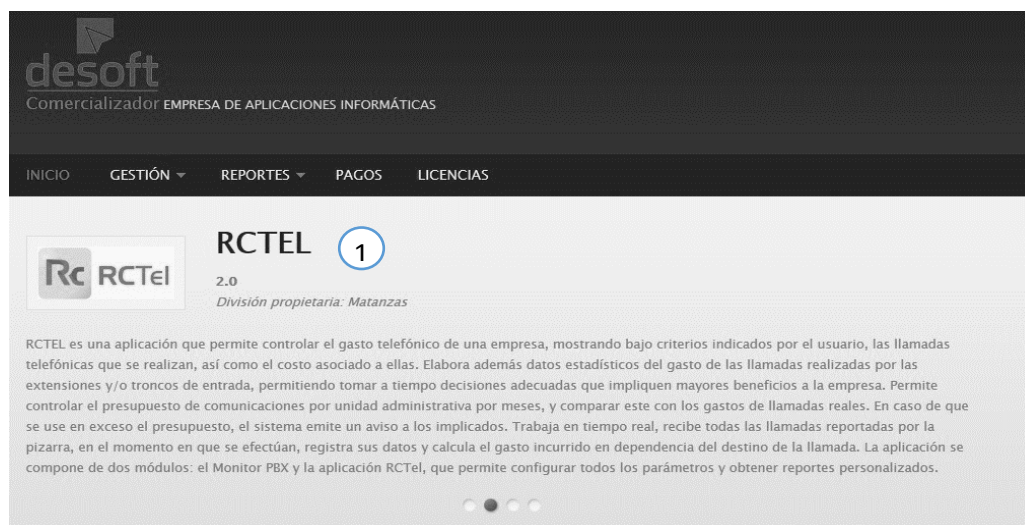 desoft
Comercializador EMPRESA DE APLICACIONES INFORMÁTICAS
INICIO GESTIÓN REPORTES PAGOS LICENCIAS
RCTEL 1
Rc RCTel
2.0
División propietaria: Matanzas
RCTEL es una aplicación que permite controlar el gasto telefónico de una empresa, mostrando bajo criterios indicados por el usuario, las llamadas
telefónicas que se realizan, así como el costo asociado a ellas. Elabora además datos estadísticos del gasto de las llamadas realizadas por las
extensiones y/o troncos de entrada, permitiendo tomar a tiempo decisiones adecuadas que impliquen mayores beneficios a la empresa. Permite
controlar el presupuesto de comunicaciones por unidad administrativa por meses, y comparar este con los gastos de llamadas reales. En caso de que
se use en exceso el presupuesto, el sistema emite un aviso a los implicados. Trabaja en tiempo real, recibe todas las llamadas reportadas por la
pizarra, en el momento en que se efectúan, registra sus datos y calcula el gasto incurrido en dependencia del destino de la llamada. La aplicación se
compone de dos módulos: el Monitor PBX y la aplicación RCTel, que permite configurar todos los parámetros y obtener reportes personalizados.